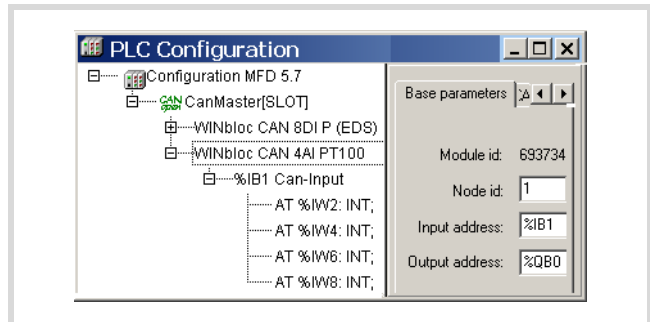 PLC Configuration
Configuration MFD 5.7
CanMaster[SLOT]
WINbloc CAN 8DI P (EDS)
WINbloc CAN 4AI PT100
%IB1 Can-Input
AT %IW2: INT;
AT %IW4: INT;
AT %IW6: INT;
AT %IW8: INT;
Base parameters
Module id: 693734
Node id: 1
Input address: %IB1
Output address: %QB0